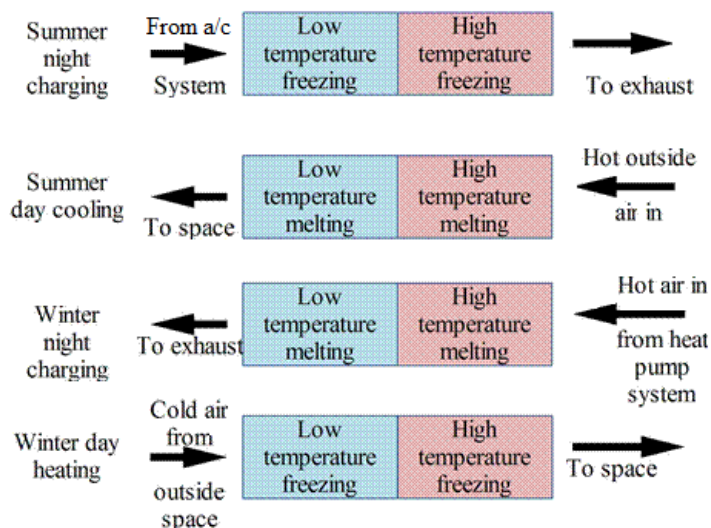 Summer
night
charging
From a/c
System
Low
temperature
freezing
High
temperature
freezing
To exhaust
Summer
day cooling
To space
Low
temperature
melting
High
temperature
melting
Hot outside
air in
Winter
night
charging
To exhaust
Low
temperature
melting
High
temperature
melting
Hot air in
from heat
pump
system
Winter day
heating
Cold air
from
outside
space
Low
temperature
freezing
High
temperature
freezing
To space